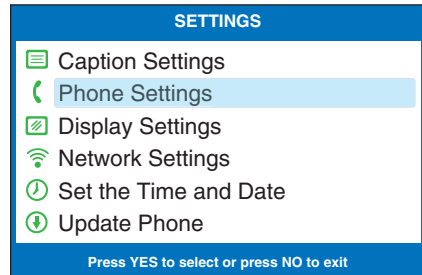 SETTINGS
Caption Settings
Phone Settings
Display Settings
Network Settings
Set the Time and Date
Update Phone
Press YES to select or press NO to exit